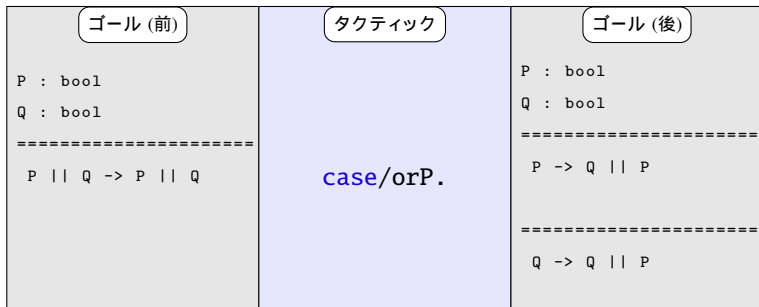 ゴール (前)
P : bool
Q : bool
======================
P || Q -> P || Q
タクティック
case/orP.
ゴール (後)
P : bool
Q : bool
======================
P -> Q || P
======================
Q -> Q || P